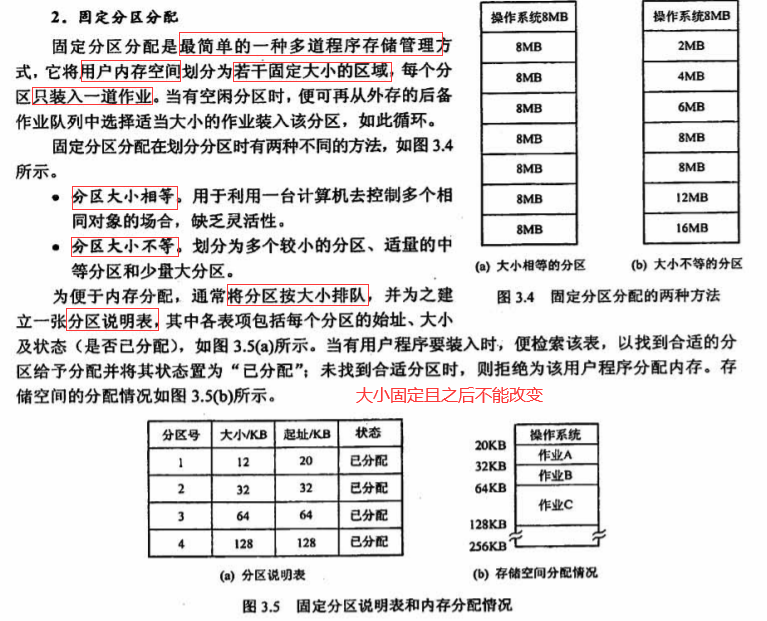 2．固定分区分配
固定分区分配是最简单的一种多道程序存储管理方
式，它将用户内存空间划分为若干固定大小的区域，每个分
区只装入一道作业。当有空闲分区时，便可再从外存的后备
作业队列中选择适当大小的作业装入该分区，如此循环。
固定分区分配在划分分区时有两种不同的方法，如图 3.4
所示。
● 分区大小相等。用于利用一台计算机去控制多个相
同对象的场合，缺乏灵活性。
● 分区大小不等。划分为多个较小的分区、适量的中
等分区和少量大分区。
操作系统8MB
8MB
8MB
8MB
8MB
8MB
8MB
8MB
(a) 大小相等的分区
操作系统8MB
2MB
4MB
6MB
8MB
8MB
12MB
16MB
(b) 大小不等的分区
图 3.4 固定分区分配的两种方法
为便于内存分配，通常将分区按大小排队，并为之建
立一张分区说明表，其中各表项包括每个分区的始址、大小
及状态（是否已分配），如图 3.5(a)所示。当有用户程序要装入时，便检索该表，以找到合适的分
区给予分配并将其状态置为“已分配”；未找到合适分区时，则拒绝为该用户程序分配内存。存
储空间的分配情况如图 3.5(b)所示。
大小固定且之后不能改变
分区号 大小/KB 起址/KB 状态
1 12 20 已分配
2 32 32 已分配
3 64 64 已分配
4 128 128 已分配
(a) 分区说明表
操作系统
20KB
作业A
32KB
作业B
64KB
作业C
128KB
256KB
(b) 存储空间分配情况
图 3.5 固定分区说明表和内存分配情况